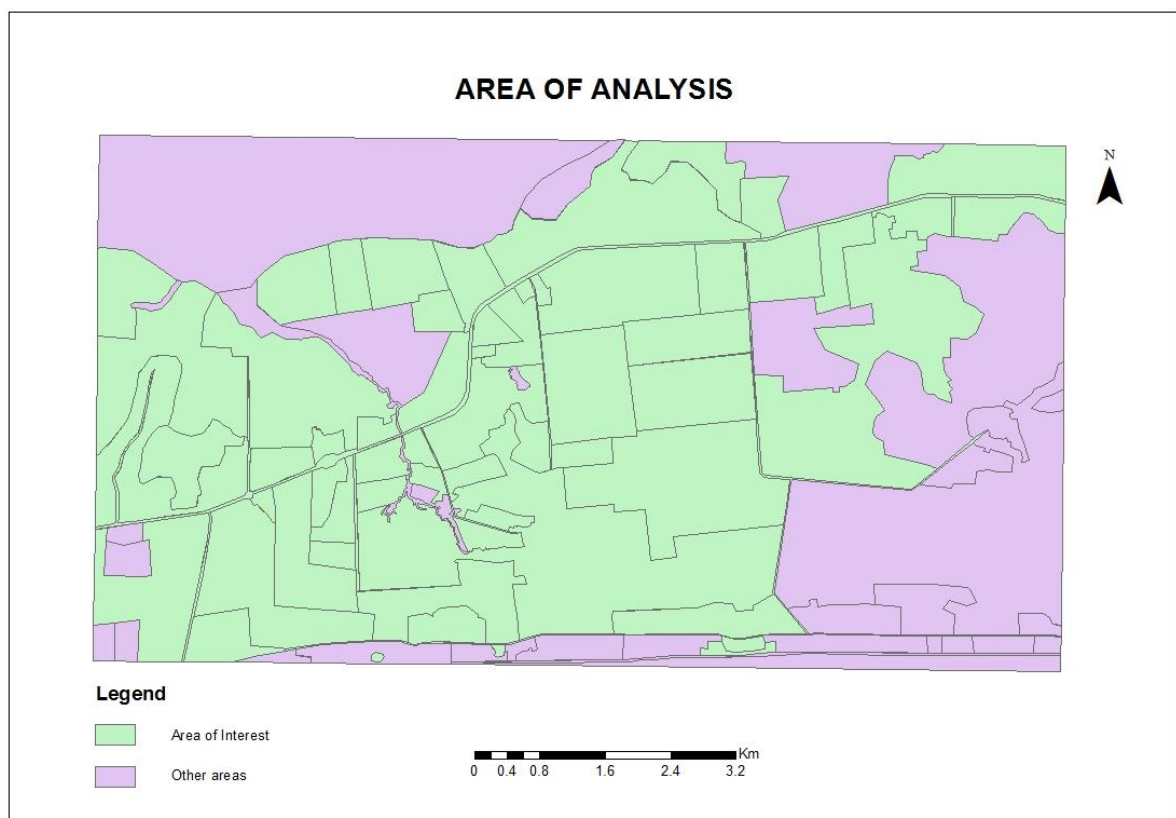 AREA OF ANALYSIS
N
Legend
Area of Interest
Other areas
Km
0 0.4 0.8 1.6 2.4 3.2